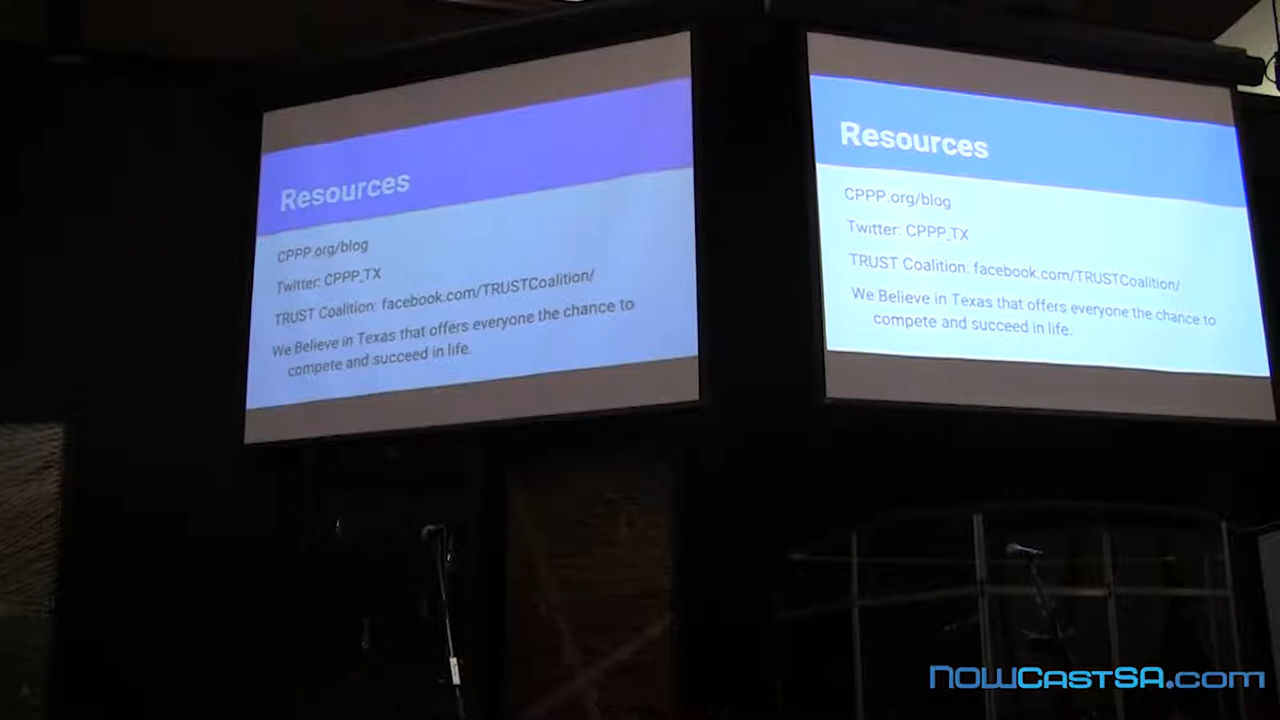 Resources
CPPP.org/blog
Twitter: CPPP_TX
TRUST Coalition: facebook.com/TRUSTCoalition/
We Believe in Texas that offers everyone the chance to
compete and succeed in life.
Resources
CPPP.org/blog
Twitter: CPPP_TX
TRUST Coalition: facebook.com/TRUSTCoalition/
We Believe in Texas that offers everyone the chance to
compete and succeed in life.
NOWCastSA.com